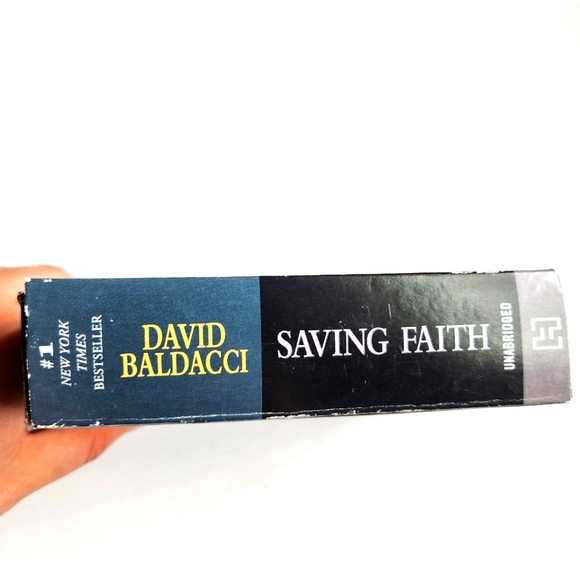 #1
NEW YORK
TIMES
BESTSELLER
DAVID
BALDACCI
SAVING FAITH
UNABRIDGED